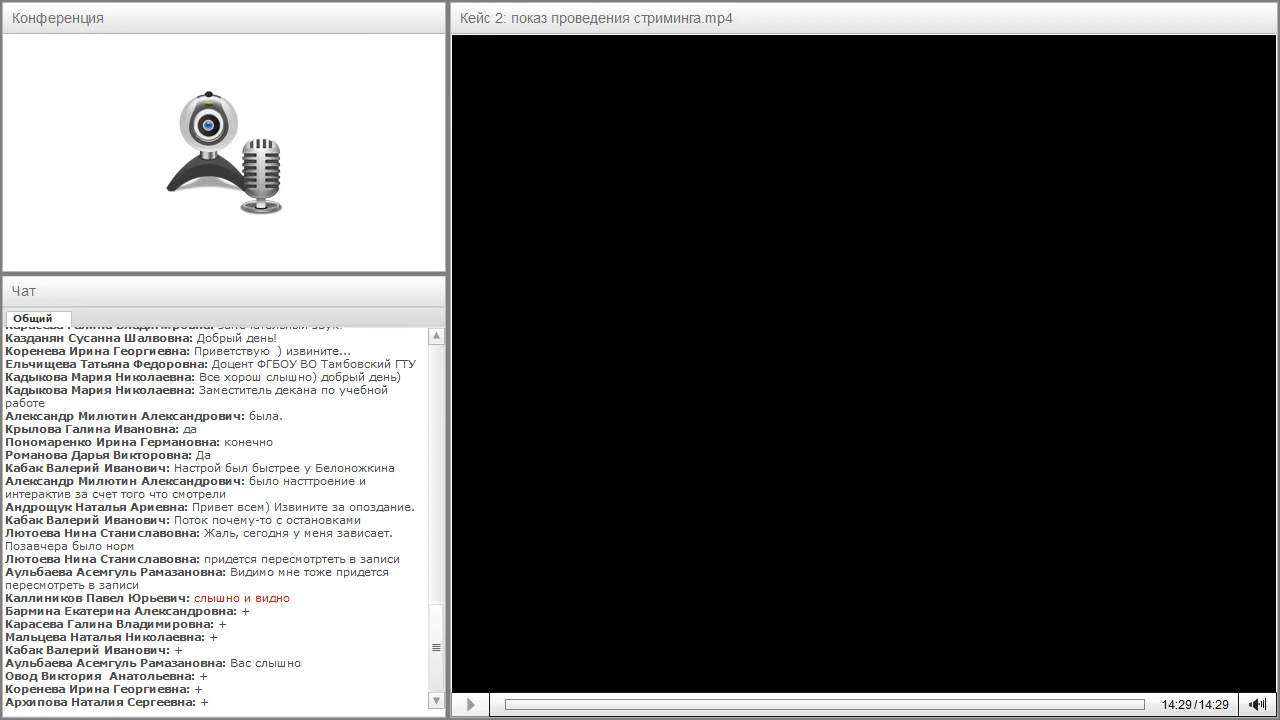 Конференция
Кейс 2: показ проведения стриминга.mp4
Чат
Общий
Карасева Галина Владимировна: замечательный звук!
Казданян Сусанна Шалвовна: Добрый день!
Коренева Ирина Георгиевна: Приветствую  ) извините...
Ельчищева Татьяна Федоровна: Доцент ФГБОУ ВО Тамбовский ГТУ
Кадыкова Мария Николаевна: Все хорош слышно) добрый день)
Кадыкова Мария Николаевна: Заместитель декана по учебной
работе
Александр Милютин Александрович: была.
Крылова Галина Ивановна: да
Пономаренко Ирина Германовна: конечно
Романова Дарья Викторовна: Да
Кабак Валерий Иванович: Настрой был быстрее у Белоножкина
Александр Милютин Александрович: было насттроение и
интерактив за счет того что смотрели
Андрощук Наталья Ариевна: Привет всем) Извините за опоздание.
Кабак Валерий Иванович: Поток почему-то с остановками
Лютоева Нина Станиславовна: Жаль, сегодня у меня зависает.
Позавчера было норм
Лютоева Нина Станиславовна: придется пересмотртеть в записи
Аульбаева Асемгуль Рамазановна: Видимо мне тоже придется
пересмотреть в записи
Каллиников Павел Юрьевич: слышно и видно
Бармина Екатерина Александровна: +
Карасева Галина Владимировна: +
Мальцева Наталья Николаевна: +
Кабак Валерий Иванович: +
Аульбаева Асемгуль Рамазановна: Вас слышно
Овод Виктория  Анатольевна: +
Коренева Ирина Георгиевна: +
Архипова Наталия Сергеевна: +
14:29/14:29